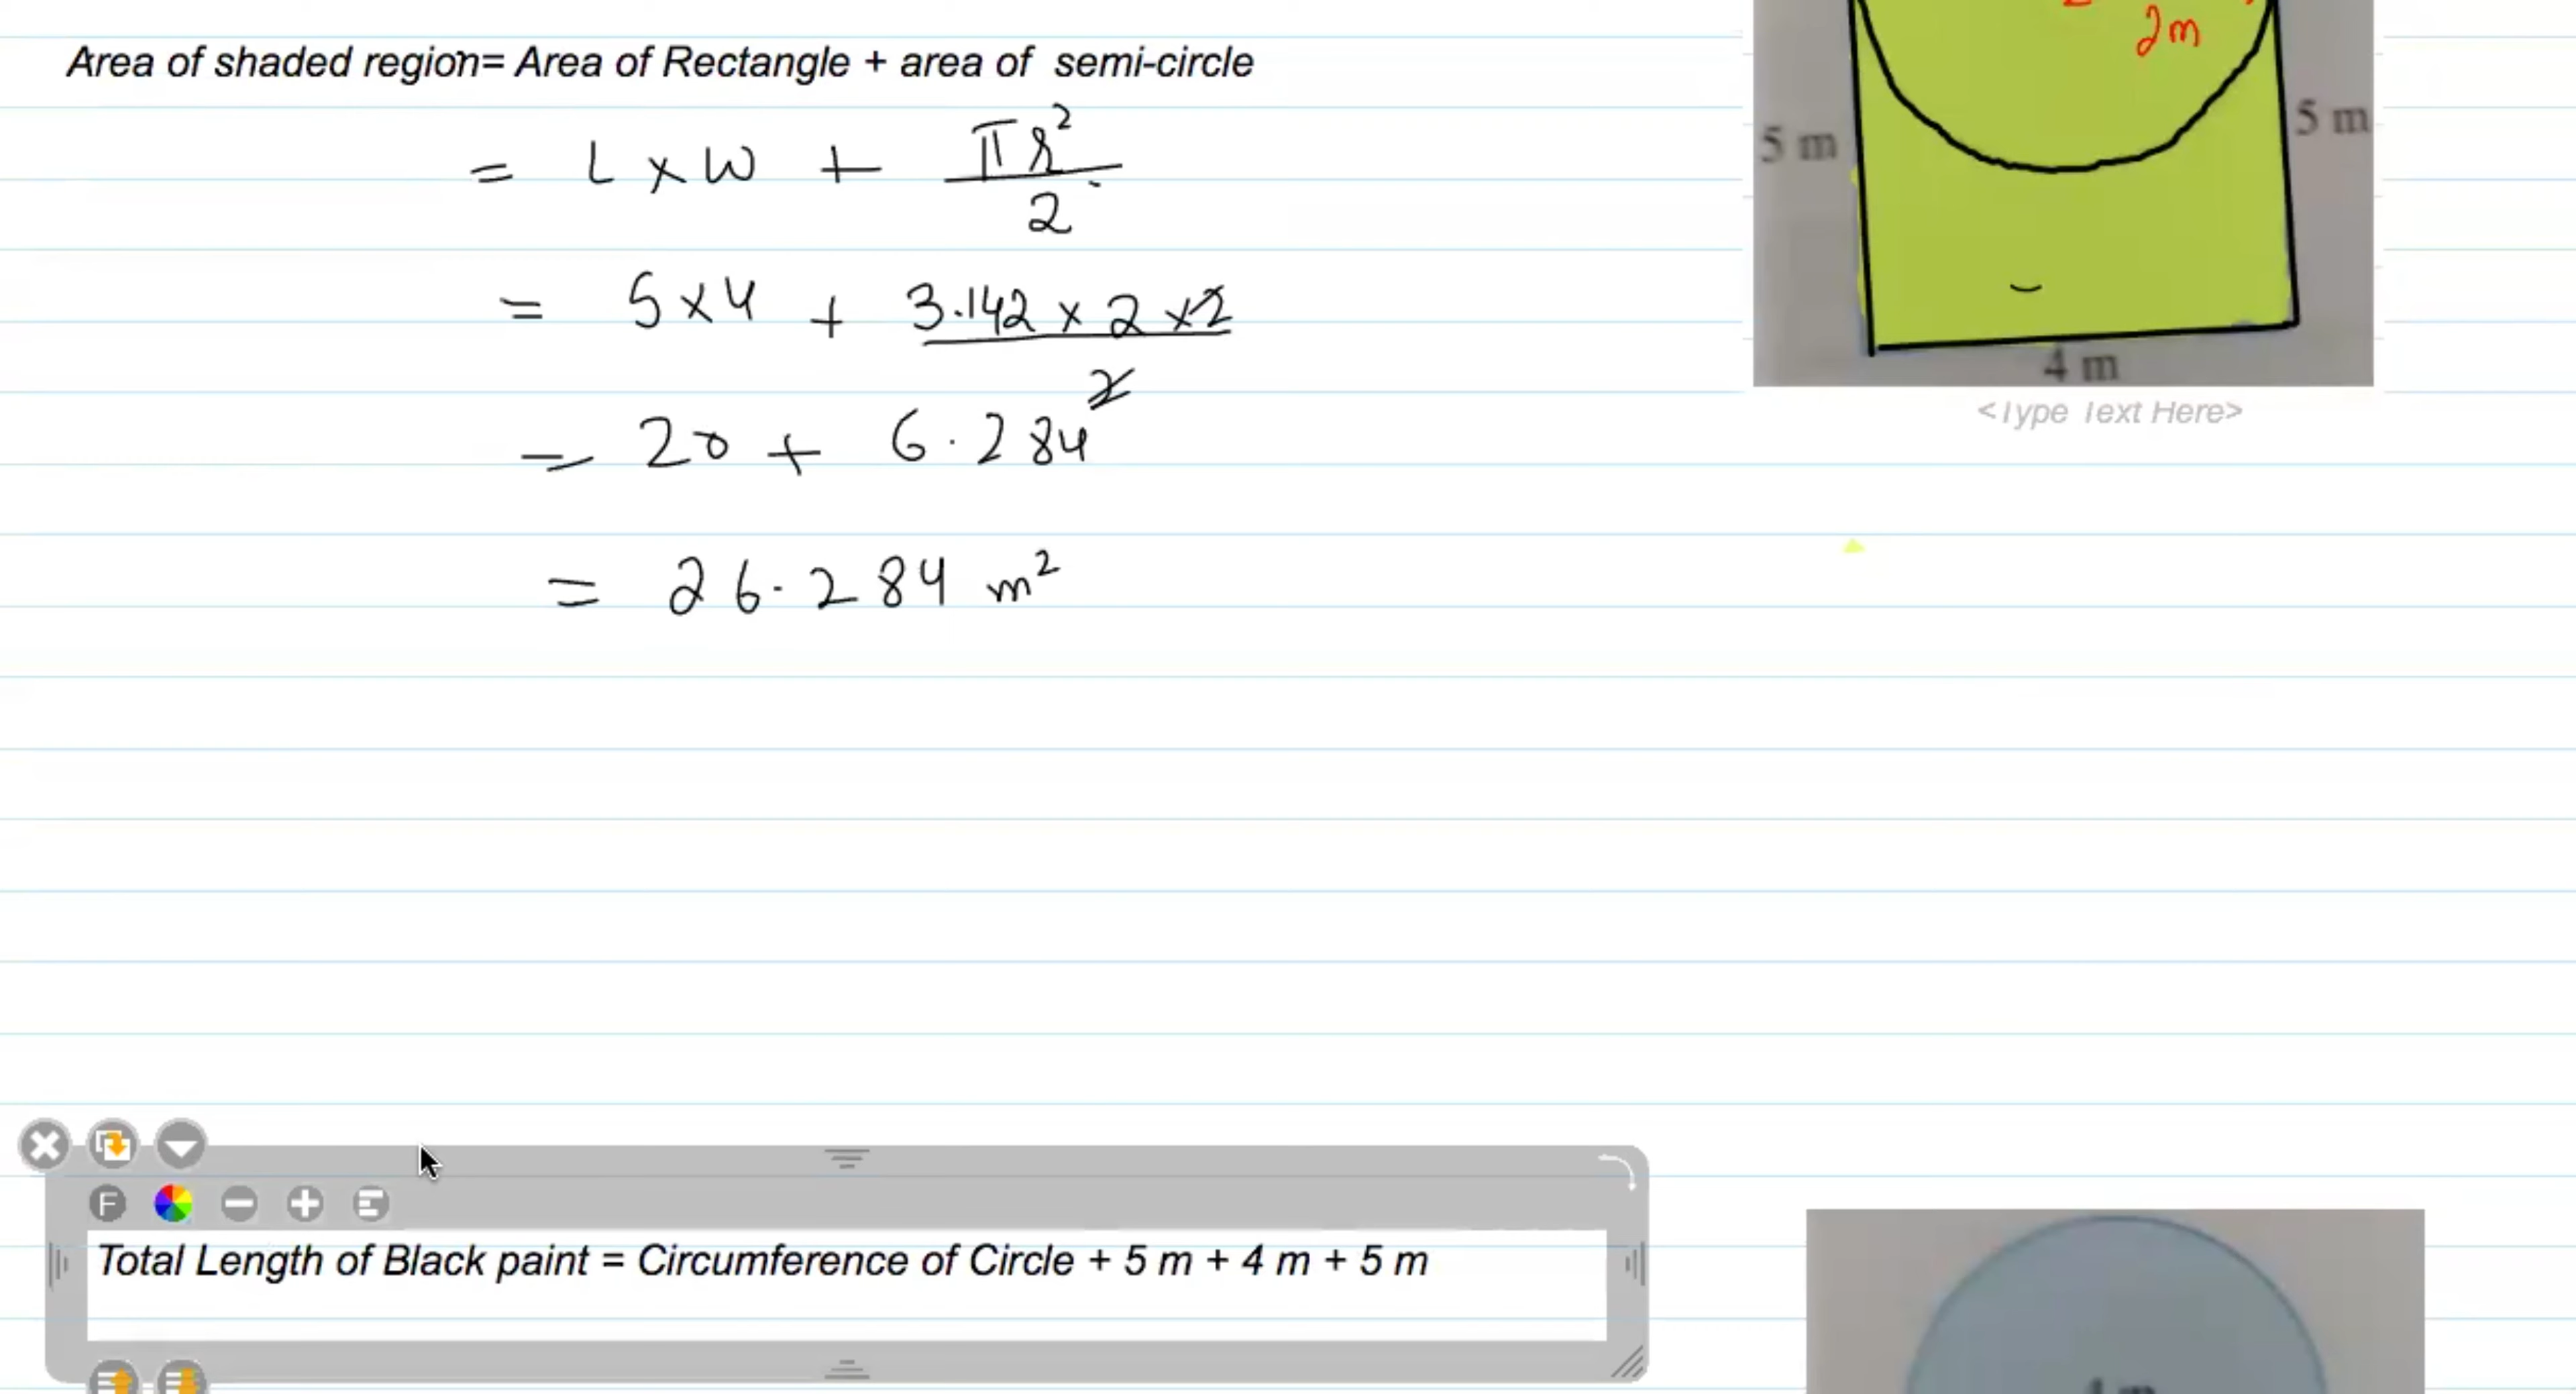 Area of shaded region= Area of Rectangle + area of semi-circle
2m
= L × W + πr²/2
5 m
5 m
= 5×4 + 3.142 × 2 ×2/2
4 m
<Type Text Here>
= 20 + 6.284
= 26.284 m²
F
Total Length of Black paint = Circumference of Circle + 5 m + 4 m + 5 m